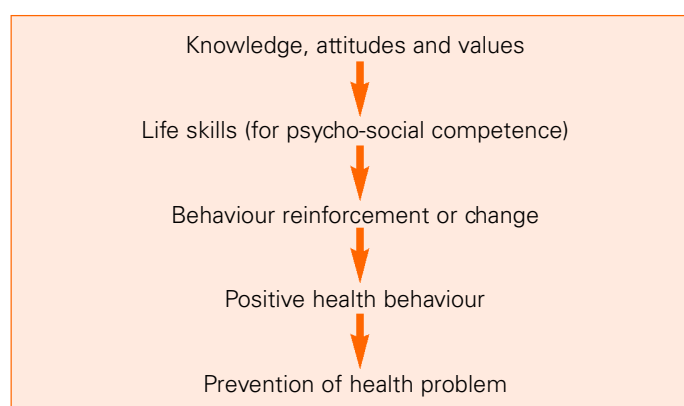 Knowledge, attitudes and values
Life skills (for psycho-social competence)
Behaviour reinforcement or change
Positive health behaviour
Prevention of health problem